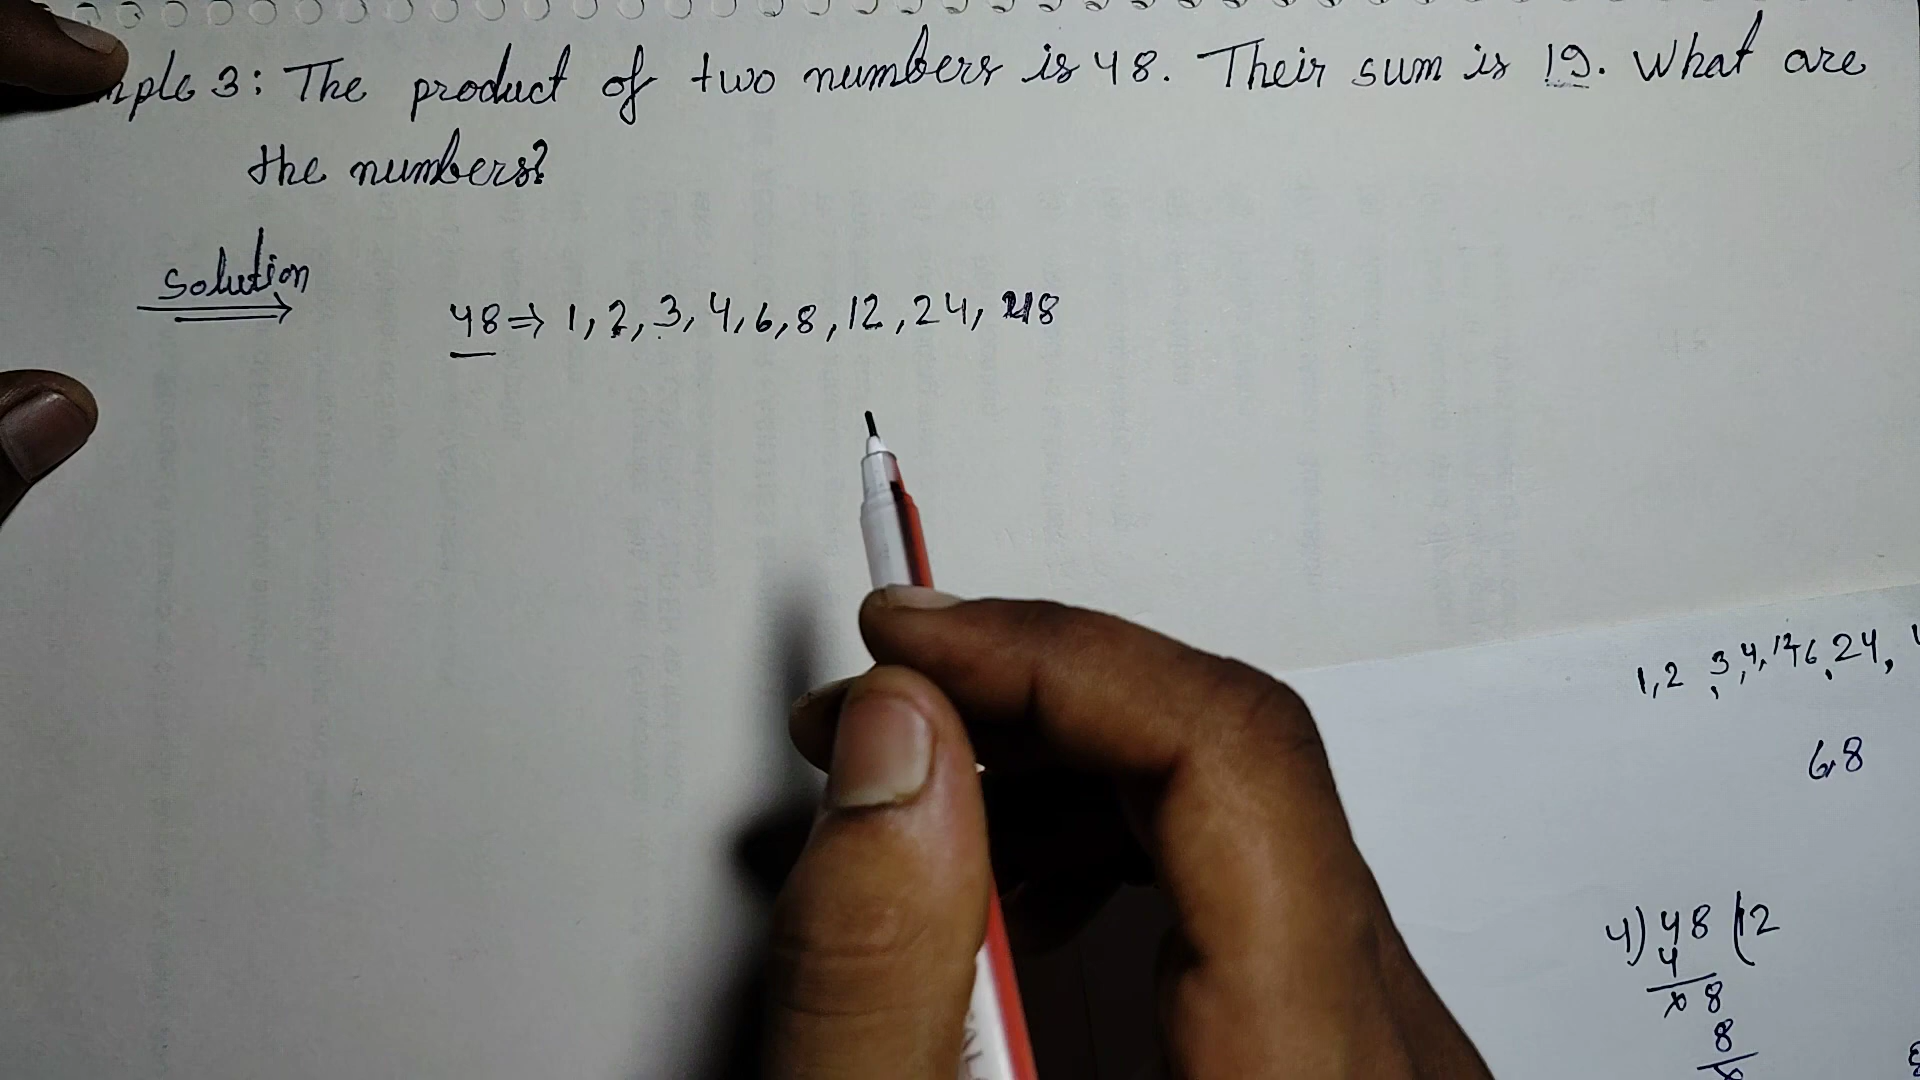 mple 3: The product of two numbers is 48. Their sum is 19. What are
the numbers?
Solution
48 ⇒ 1, 2, 3, 4, 6, 8, 12, 24, 48
1, 2 3, 4, 12 6, 24,
6,8
4) 48 (12
4
x 8
8
x